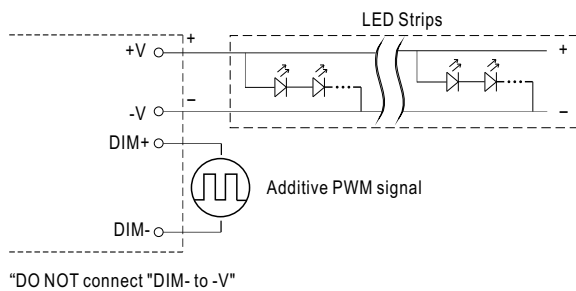 LED Strips
+V
+
+
-V
–
–
DIM+
Additive PWM signal
DIM-
“DO NOT connect "DIM- to -V"